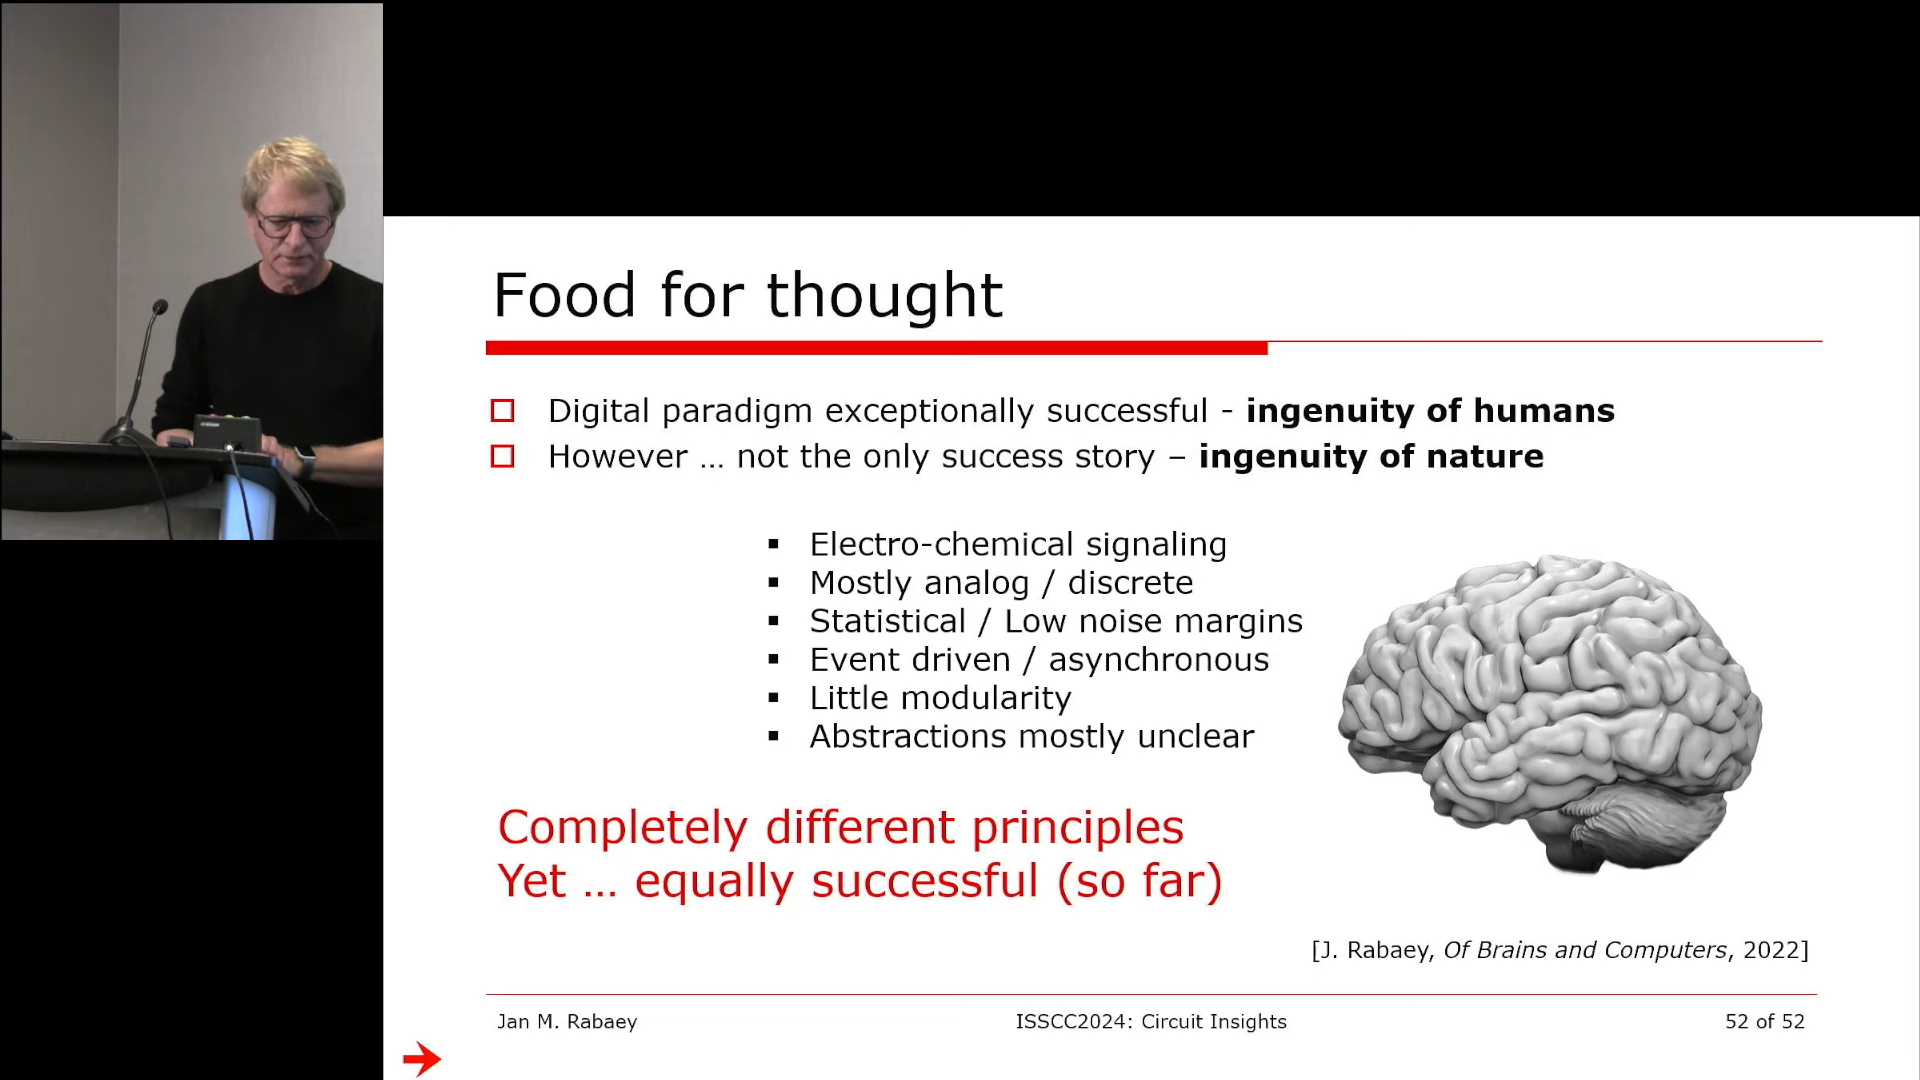 Food for thought
Digital paradigm exceptionally successful - ingenuity of humans
However … not the only success story – ingenuity of nature
Electro-chemical signaling
Mostly analog / discrete
Statistical / Low noise margins
Event driven / asynchronous
Little modularity
Abstractions mostly unclear
Completely different principles
Yet … equally successful (so far)
[J. Rabaey, Of Brains and Computers, 2022]
Jan M. Rabaey
ISSCC2024: Circuit Insights
52 of 52